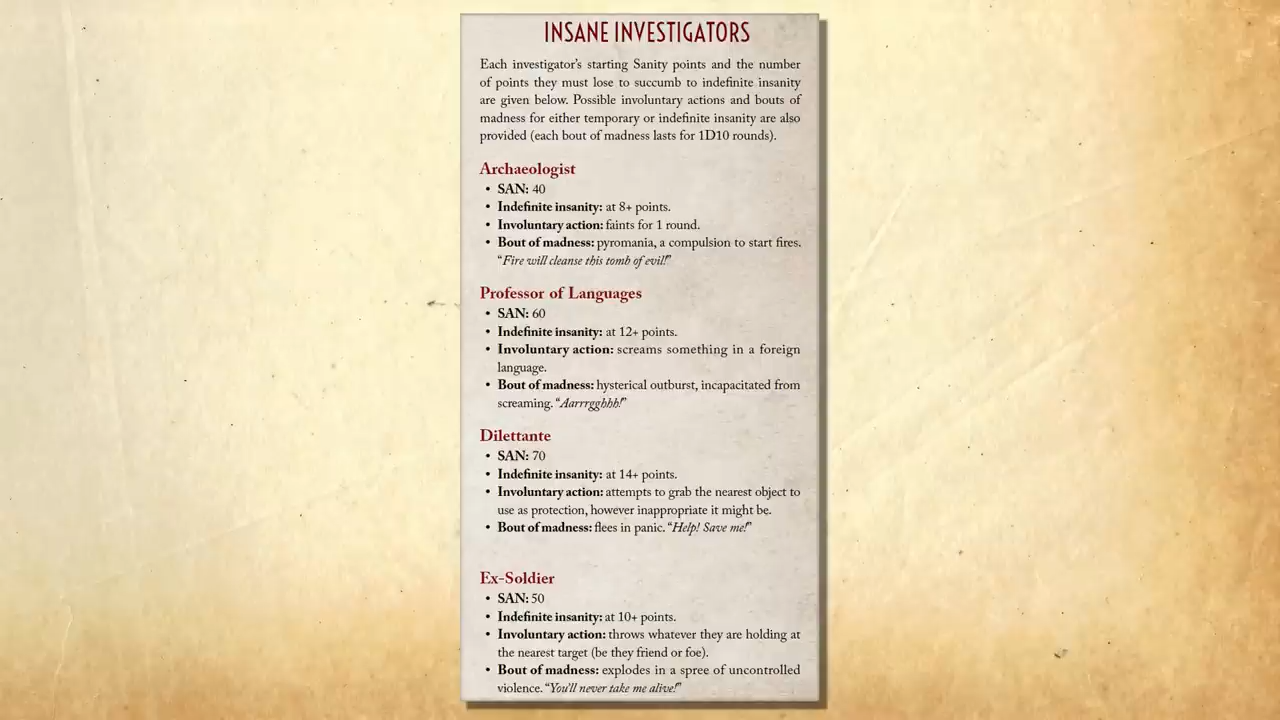 INSANE INVESTIGATORS
Each investigator's starting Sanity points and the number
of points they must lose to succumb to indefinite insanity
are given below. Possible involuntary actions and bouts of
madness for either temporary or indefinite insanity are also
provided (each bout of madness lasts for 1D10 rounds).
Archaeologist
• SAN: 40
• Indefinite insanity: at 8+ points.
• Involuntary action: faints for 1 round.
• Bout of madness: pyromania, a compulsion to start fires.
“Fire will cleanse this tomb of evil!”
Professor of Languages
• SAN: 60
• Indefinite insanity: at 12+ points.
• Involuntary action: screams something in a foreign
language.
• Bout of madness: hysterical outburst, incapacitated from
screaming. “Aarrrgghhh!”
Dilettante
• SAN: 70
• Indefinite insanity: at 14+ points.
• Involuntary action: attempts to grab the nearest object to
use as protection, however inappropriate it might be.
• Bout of madness: flees in panic. “Help! Save me!”
Ex-Soldier
• SAN: 50
• Indefinite insanity: at 10+ points.
• Involuntary action: throws whatever they are holding at
the nearest target (be they friend or foe).
• Bout of madness: explodes in a spree of uncontrolled
violence. “You'll never take me alive!”